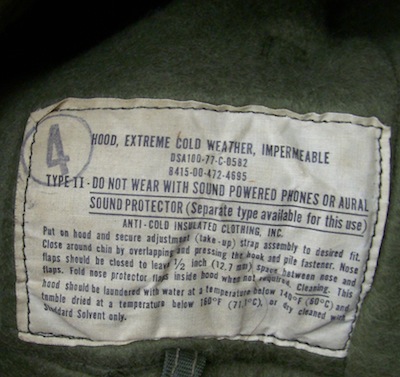 4
HOOD, EXTREME COLD WEATHER, IMPERMEABLE
DSA100-77-C-0582
8415-00-472-4695
TYPE II - DO NOT WEAR WITH SOUND POWERED PHONES OR AURAL
SOUND PROTECTOR (Separate type available for this use)
ANTI-COLD INSULATED CLOTHING, INC.
Put on hood and secure adjustment (take-up) strap assembly to desired fit.
Close around chin by overlapping and pressing the hook and pile fastener. Nose
flaps should be closed to leave ½ inch (12.7 mm) space between nose and
flaps. Fold nose protector flaps inside hood when not required. Cleaning. This
hood should be laundered with water at a temperature below 140°F (60°C) and
tumble dried at a temperature below 160°F (71.1°C), or dry cleaned with
Stoddard Solvent only.